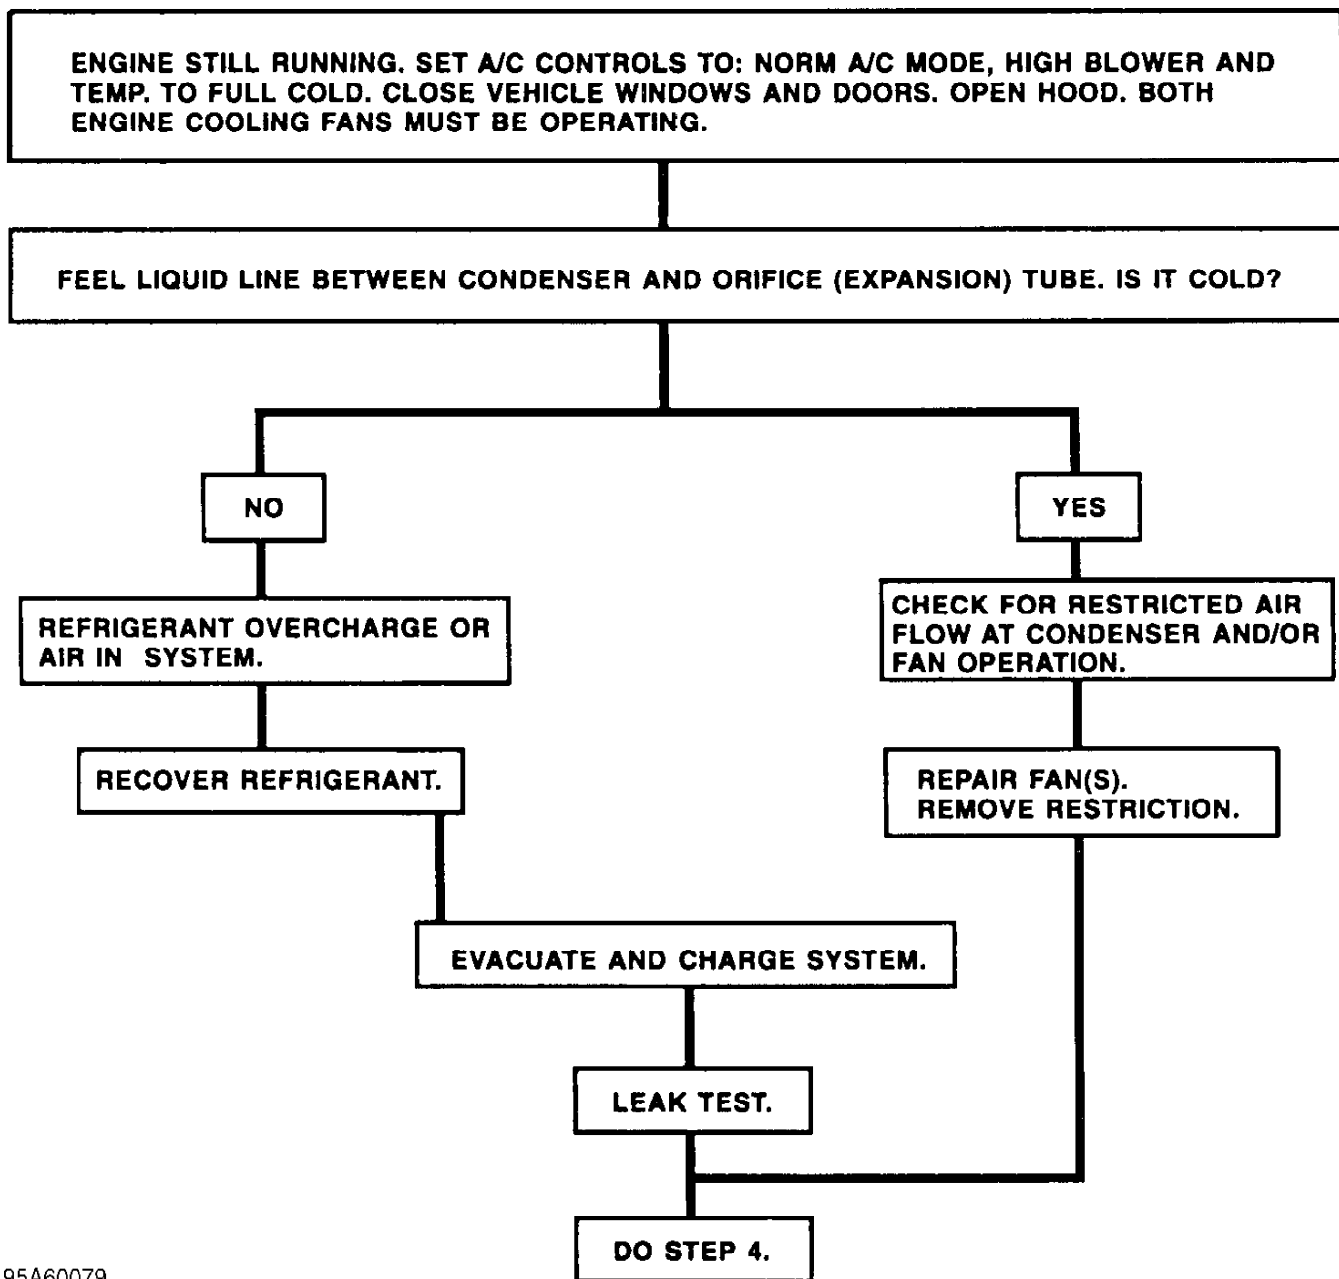 ENGINE STILL RUNNING. SET A/C CONTROLS TO: NORM A/C MODE, HIGH BLOWER AND
TEMP. TO FULL COLD. CLOSE VEHICLE WINDOWS AND DOORS. OPEN HOOD. BOTH
ENGINE COOLING FANS MUST BE OPERATING.
FEEL LIQUID LINE BETWEEN CONDENSER AND ORIFICE (EXPANSION) TUBE. IS IT COLD?
NO
YES
REFRIGERANT OVERCHARGE OR
AIR IN SYSTEM.
CHECK FOR RESTRICTED AIR
FLOW AT CONDENSER AND/OR
FAN OPERATION.
RECOVER REFRIGERANT.
REPAIR FAN(S).
REMOVE RESTRICTION.
EVACUATE AND CHARGE SYSTEM.
LEAK TEST.
DO STEP 4.
95A60079